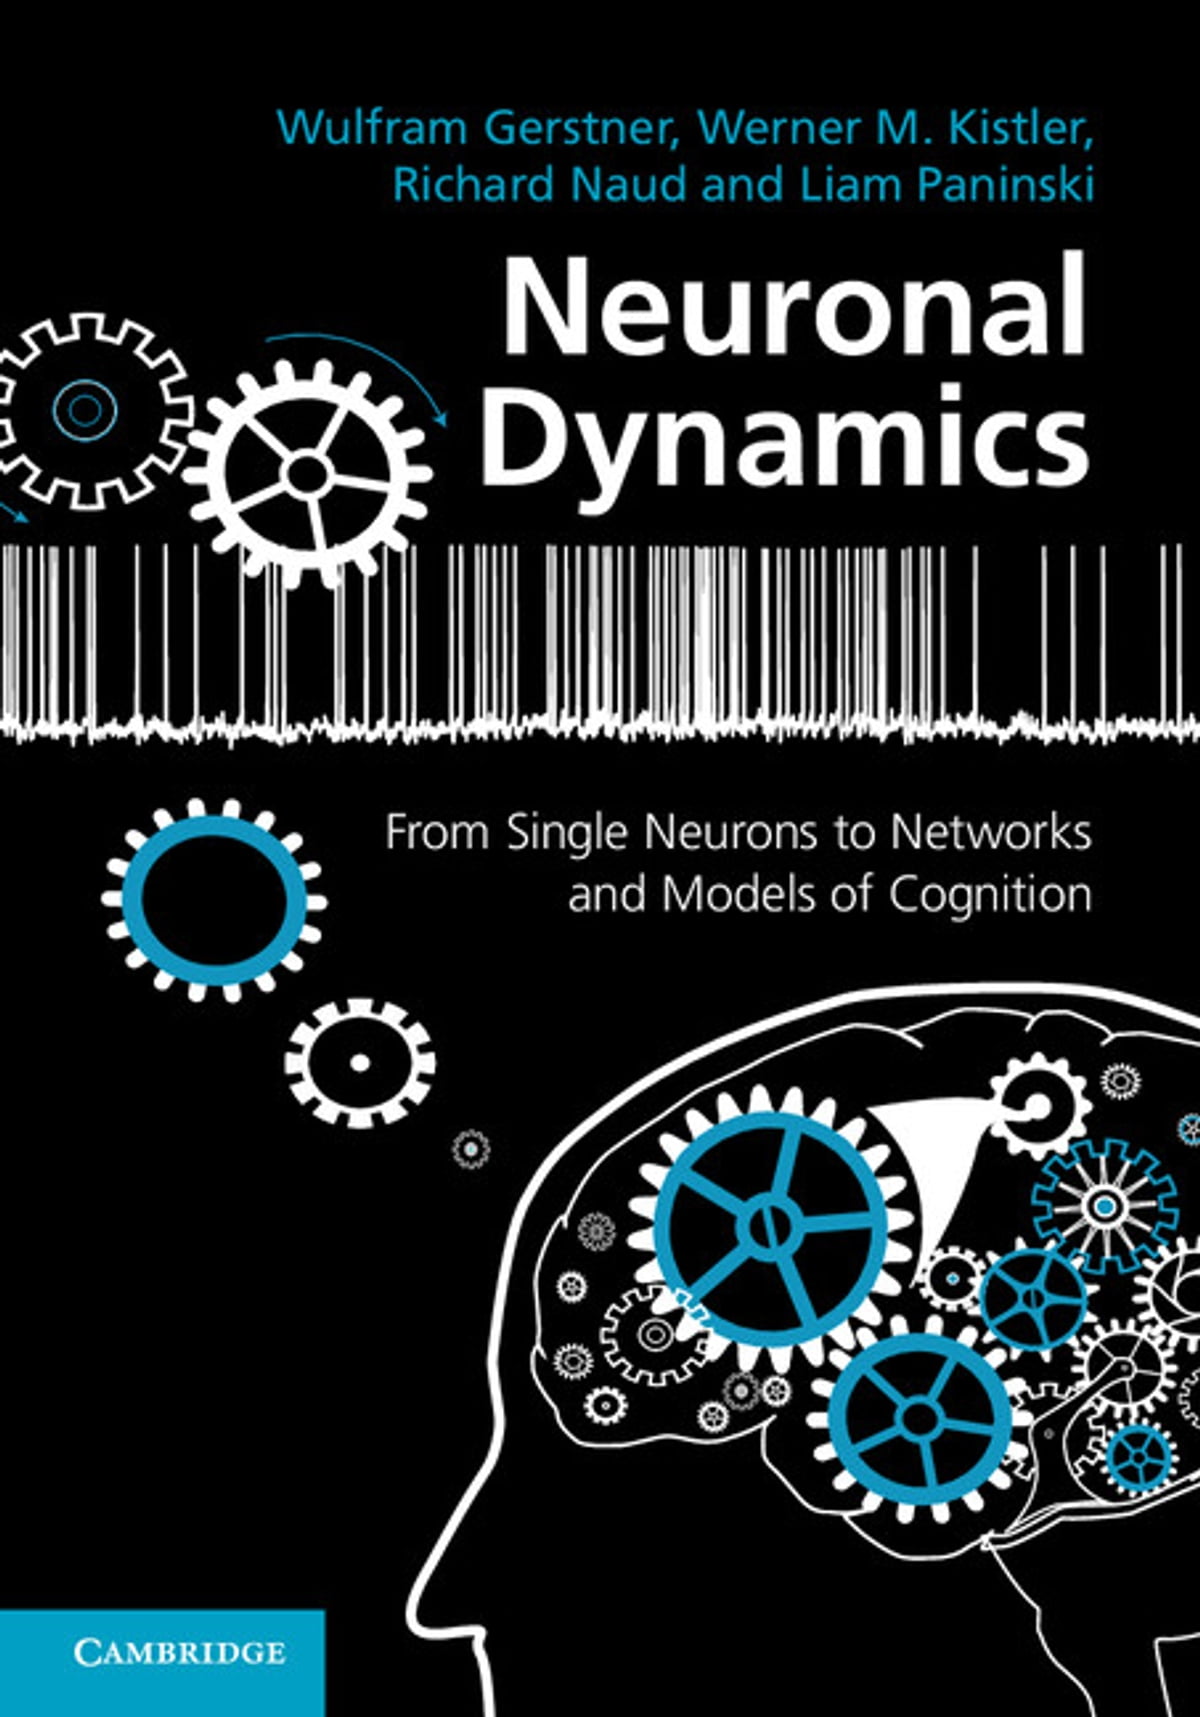 Wulfram Gerstner, Werner M. Kistler,
Richard Naud and Liam Paninski
Neuronal
Dynamics
From Single Neurons to Networks
and Models of Cognition
CAMBRIDGE